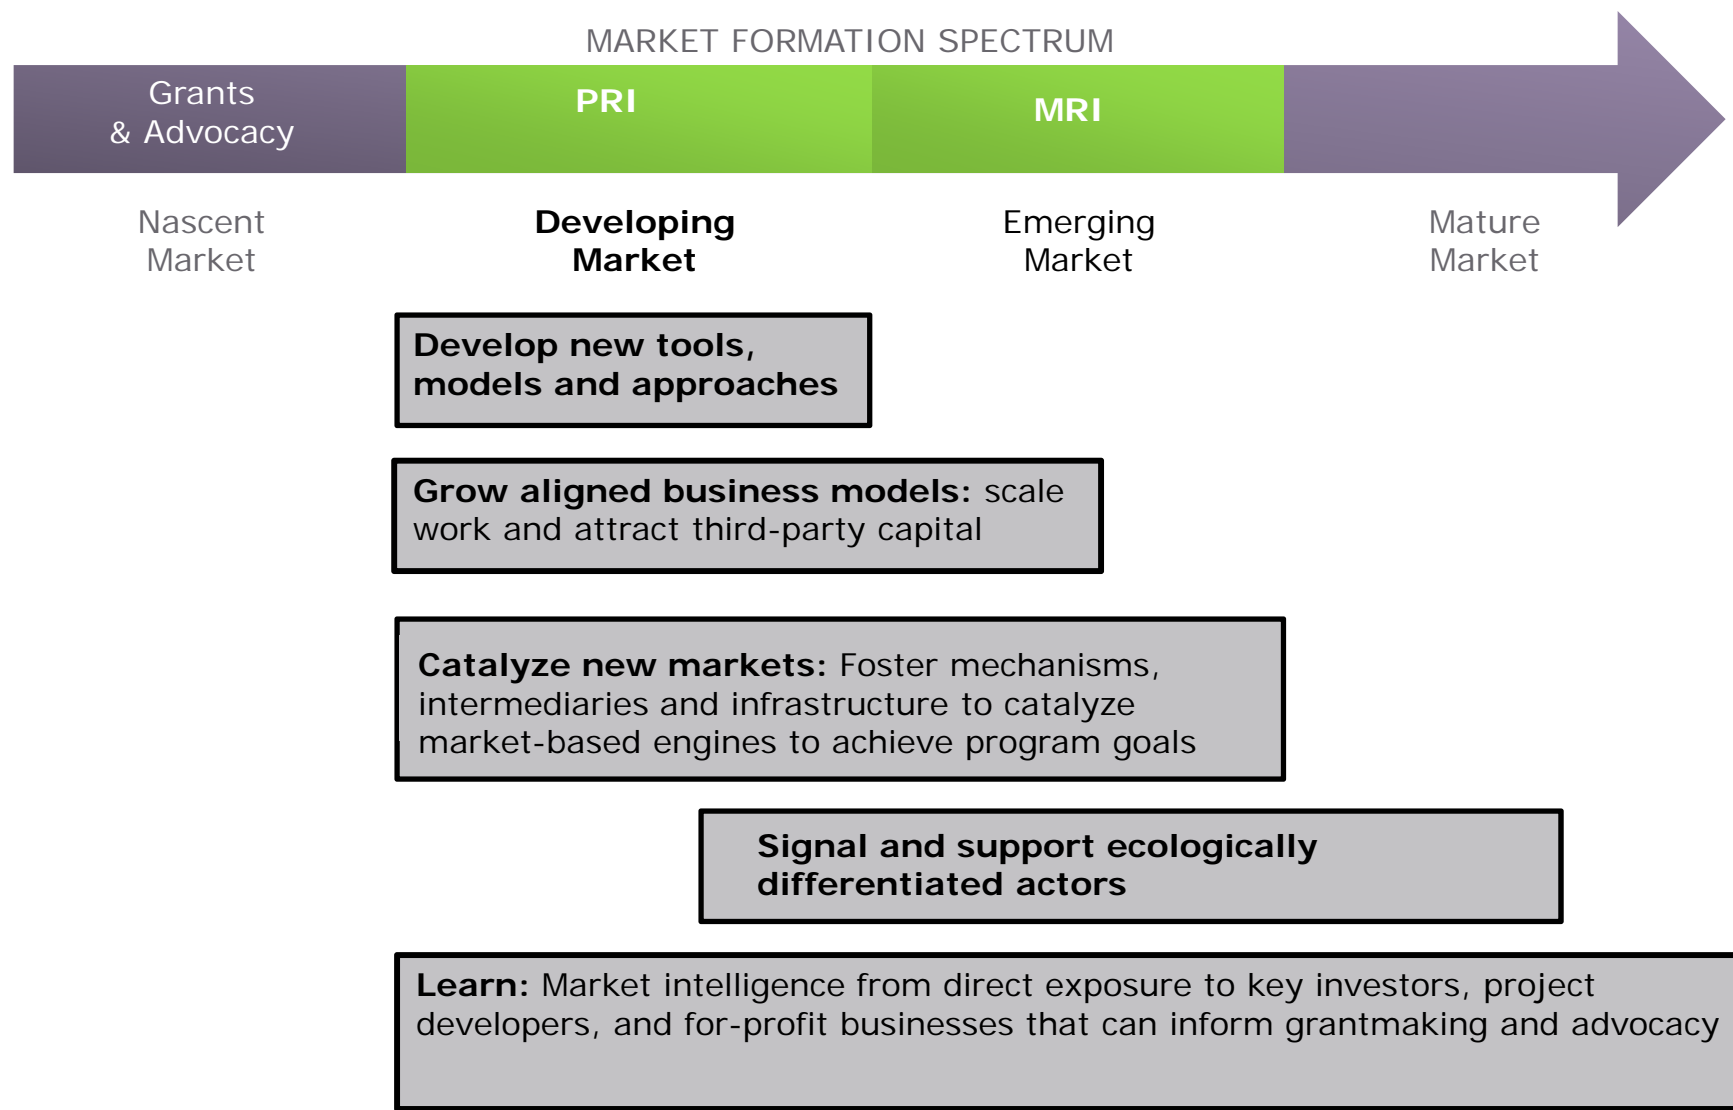 MARKET FORMATION SPECTRUM
Grants
& Advocacy
PRI
MRI
Nascent
Market
Developing
Market
Emerging
Market
Mature
Market
Develop new tools,
models and approaches
Grow aligned business models: scale
work and attract third-party capital
Catalyze new markets: Foster mechanisms,
intermediaries and infrastructure to catalyze
market-based engines to achieve program goals
Signal and support ecologically
differentiated actors
Learn: Market intelligence from direct exposure to key investors, project
developers, and for-profit businesses that can inform grantmaking and advocacy